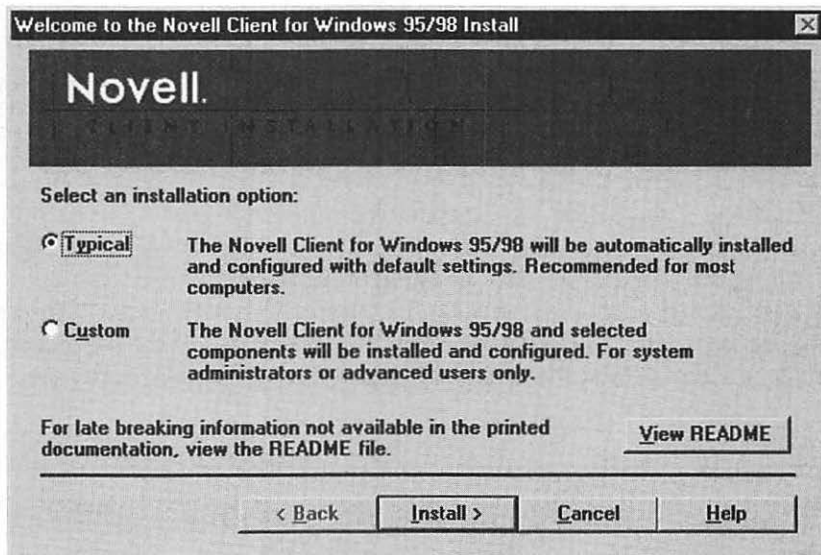 Welcome to the Novell Client for Windows 95/98 Install
Novell.
CLIENT INSTALLATION
Select an installation option:
Typical
The Novell Client for Windows 95/98 will be automatically installed
and configured with default settings. Recommended for most
computers.
Custom
The Novell Client for Windows 95/98 and selected
components will be installed and configured. For system
administrators or advanced users only.
For late breaking information not available in the printed
documentation, view the README file.
View README
< Back
Install >
Cancel
Help